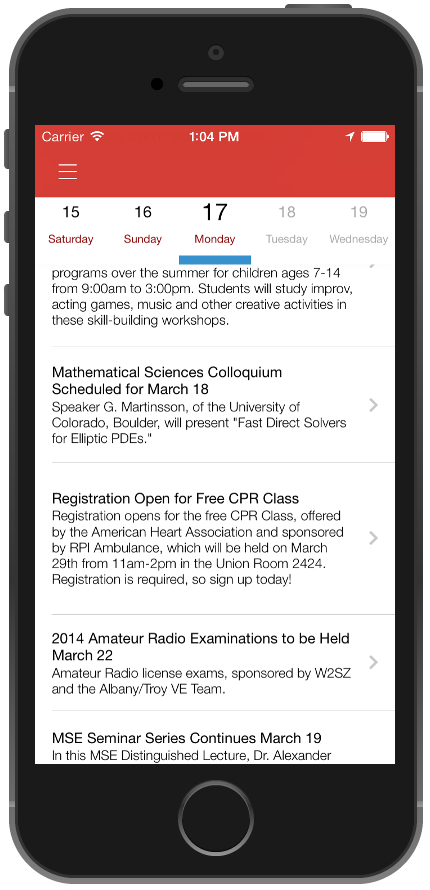 Carrier 1:04 PM
15 16 17 18 19
Saturday Sunday Monday Tuesday Wednesday
programs over the summer for children ages 7-14
from 9:00am to 3:00pm. Students will study improv,
acting games, music and other creative activities in
these skill-building workshops.
Mathematical Sciences Colloquium
Scheduled for March 18
Speaker G. Martinsson, of the University of
Colorado, Boulder, will present "Fast Direct Solvers
for Elliptic PDEs."
Registration Open for Free CPR Class
Registration opens for the free CPR Class, offered
by the American Heart Association and sponsored
by RPI Ambulance, which will be held on March
29th from 11am-2pm in the Union Room 2424.
Registration is required, so sign up today!
2014 Amateur Radio Examinations to be Held
March 22
Amateur Radio license exams, sponsored by W2SZ
and the Albany/Troy VE Team.
MSE Seminar Series Continues March 19
In this MSE Distinguished Lecture, Dr. Alexander